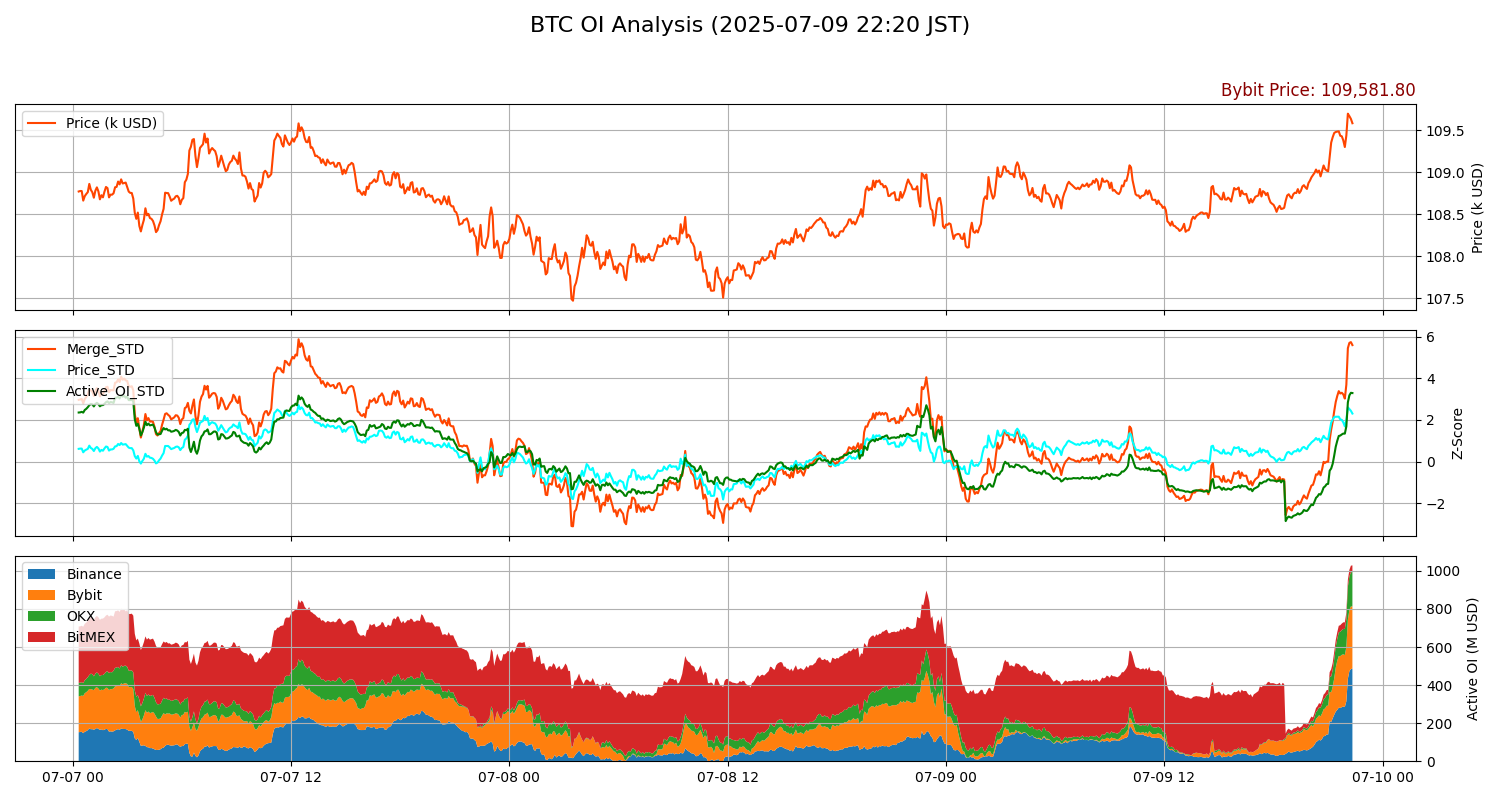 BTC OI Analysis (2025-07-09 22:20 JST)
Bybit Price: 109,581.80
Price (k USD)
109.5
109.0
108.5
108.0
107.5
Price (k USD)
Merge_STD
Price_STD
Active_OI_STD
6
4
2
0
−2
Z-Score
Binance
Bybit
OKX
BitMEX
1000
800
600
400
200
0
Active OI (M USD)
07-07 00
07-07 12
07-08 00
07-08 12
07-09 00
07-09 12
07-10 00